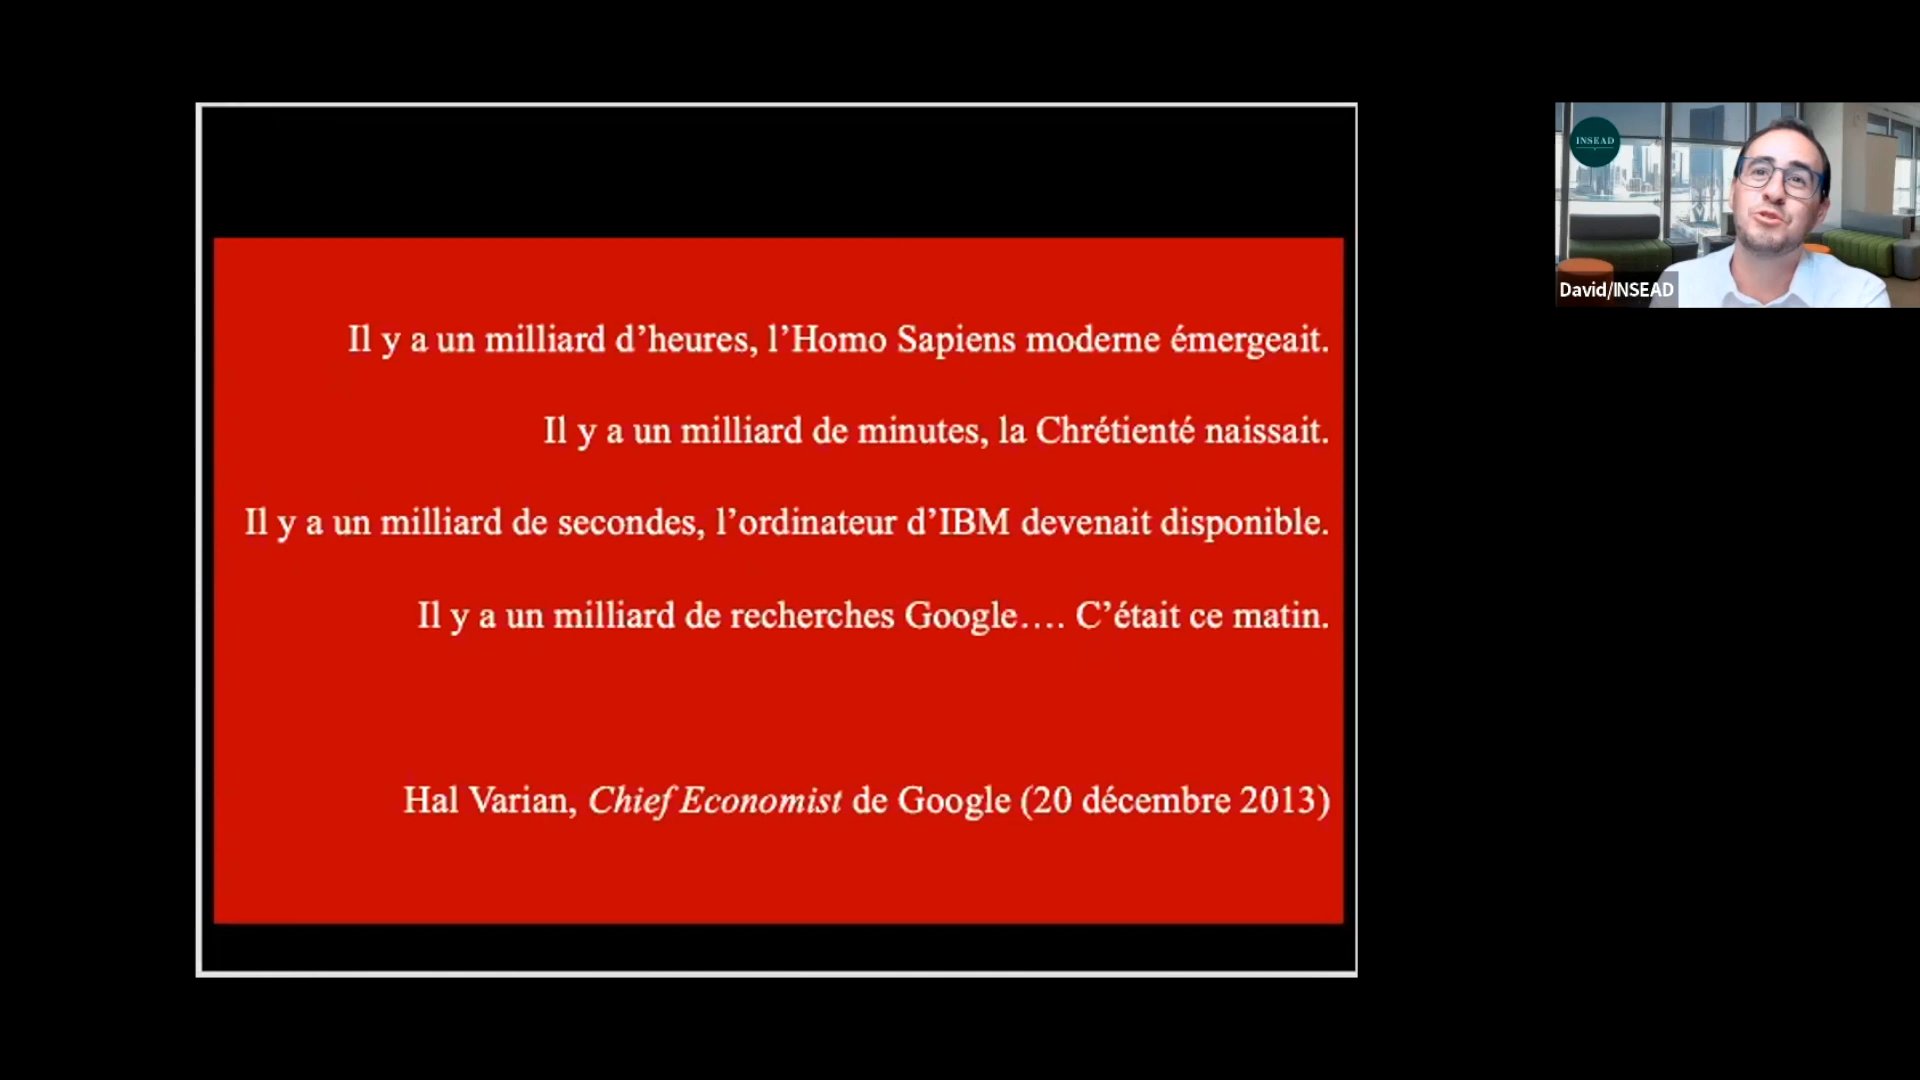 Il y a un milliard d’heures, l’Homo Sapiens moderne émergeait.
Il y a un milliard de minutes, la Chrétienté naissait.
Il y a un milliard de secondes, l’ordinateur d’IBM devenait disponible.
Il y a un milliard de recherches Google…. C’était ce matin.
Hal Varian, Chief Economist de Google (20 décembre 2013)
INSEAD
David/INSEAD